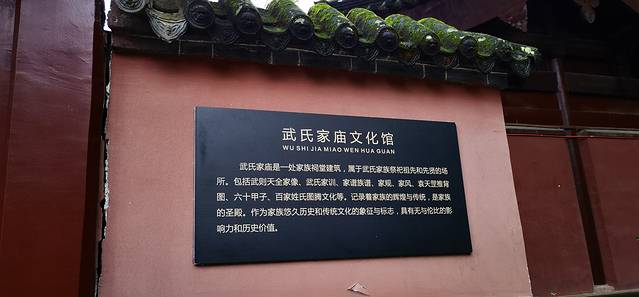 武氏家庙文化馆
WU SHI JIA MIAO WEN HUA GUAN
武氏家庙是一处家族祠堂建筑，属于武氏家族祭祀祖先和先贤的场
所。包括武则天全家像、武氏家训、家谱族谱、家规、家风、袁天罡推背
图、六十甲子、百家姓氏图腾文化等。记录着家族的辉煌与传统，是家族
的圣殿。作为家族悠久历史和传统文化的象征与标志，具有无与伦比的影
响力和历史价值。